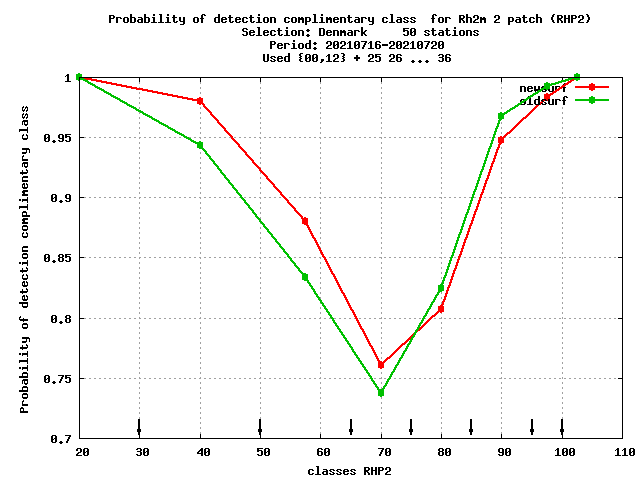 Probability of detection complimentary class  for Rh2m 2 patch (RHP2)
Selection: Denmark     50 stations
Period: 20210716-20210720
Used {00,12} + 25 26 ... 36
Probability of detection complimentary class
1
0.95
0.9
0.85
0.8
0.75
0.7
newsurf
oldsurf
20 30 40 50 60 70 80 90 100 110
classes RHP2